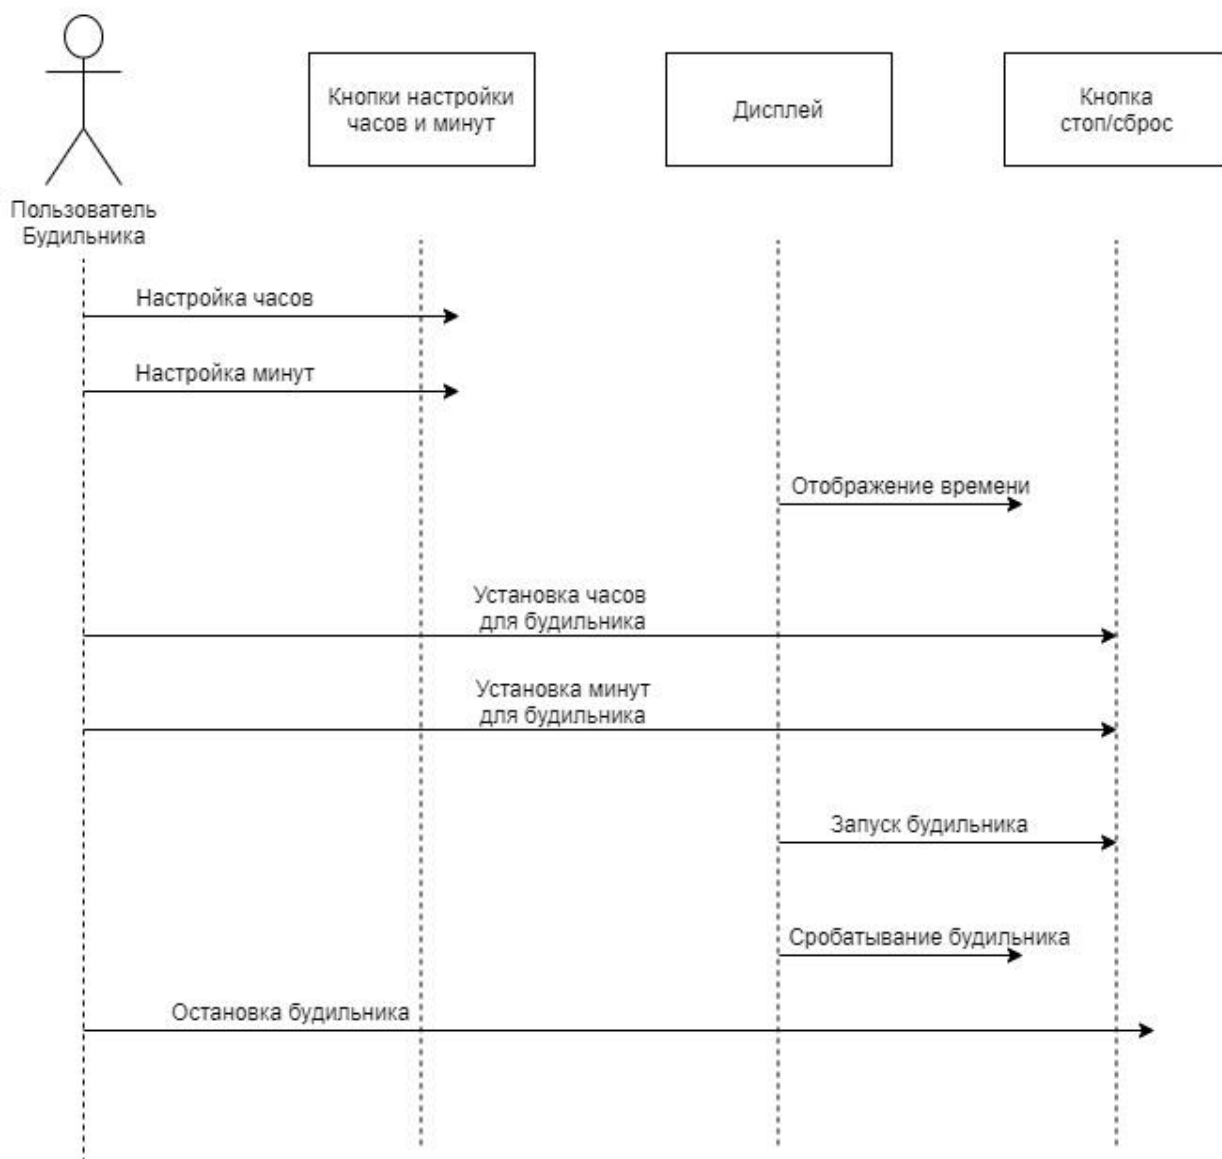 Кнопки настройки
часов и минут
Дисплей
Кнопка
стоп/сброс
Пользователь
Будильника
Настройка часов
Настройка минут
Отображение времени
Установка часов
для будильника
Установка минут
для будильника
Запуск будильника
Сробатывание будильника
Остановка будильника